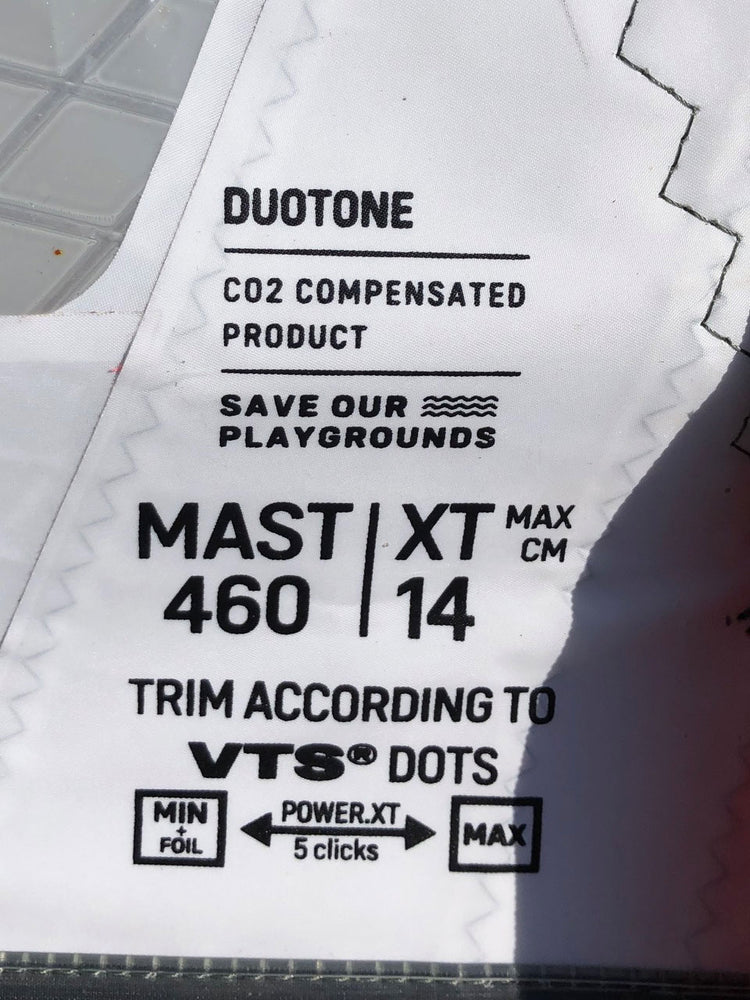 DUOTONE
CO2 COMPENSATED
PRODUCT
SAVE OUR
PLAYGROUNDS
MAST | XT MAX CM
460 | 14
TRIM ACCORDING TO
VTS® DOTS
MIN + FOIL POWER.XT 5 clicks MAX